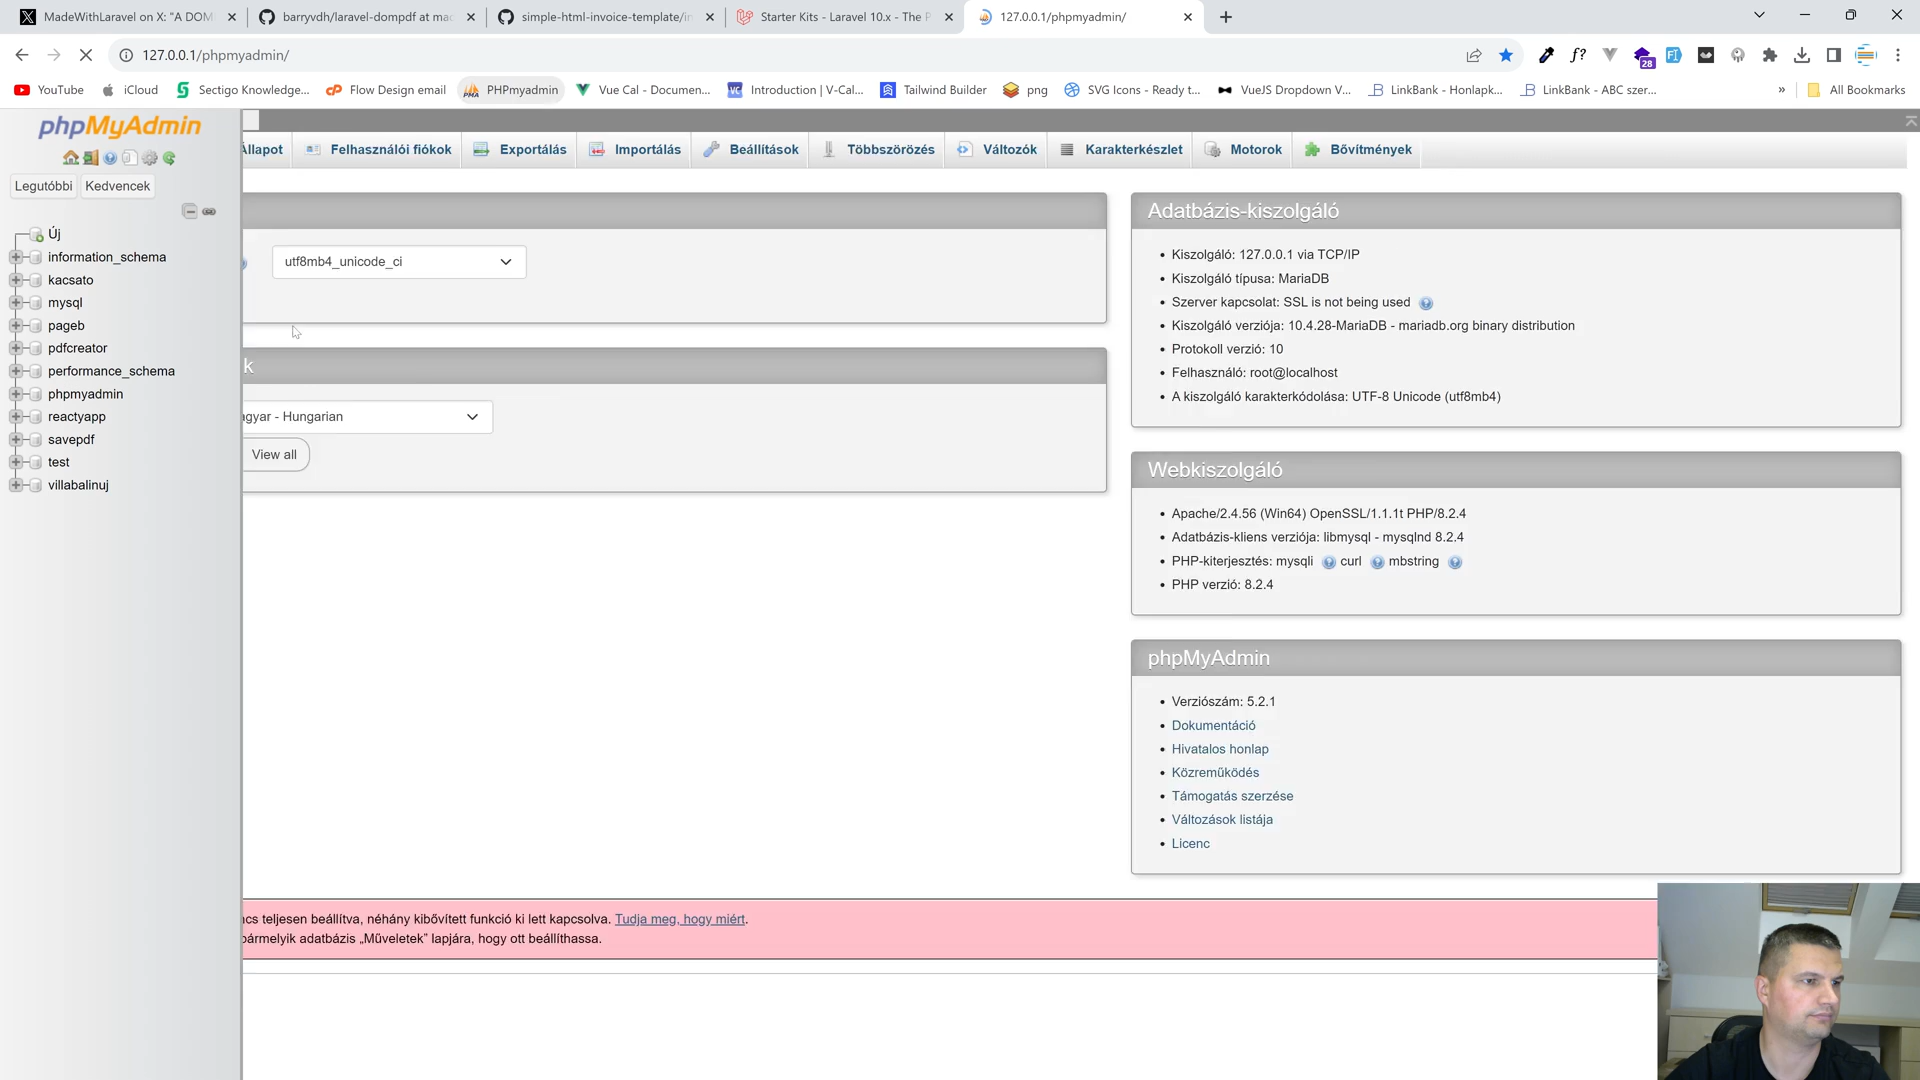 MadeWithLaravel on X: "A DOM
barryvdh/laravel-dompdf at mas
simple-html-invoice-template/in
Starter Kits - Laravel 10.x - The P
127.0.0.1/phpmyadmin/
127.0.0.1/phpmyadmin/
f?
28
YouTube
iCloud
Sectigo Knowledge...
Flow Design email
PHPmyadmin
Vue Cal - Documen...
Introduction | V-Cal...
Tailwind Builder
png
SVG Icons - Ready t...
VueJS Dropdown V...
LinkBank - Honlapk...
LinkBank - ABC szer...
»
All Bookmarks
phpMyAdmin
Legutóbbi
Kedvencek
Új
information_schema
kacsato
mysql
pageb
pdfcreator
performance_schema
phpmyadmin
reactyapp
savepdf
test
villabalinuj
Állapot
Felhasználói fiókok
Exportálás
Importálás
Beállítások
Többszörözés
Változók
Karakterkészlet
Motorok
Bővítmények
utf8mb4_unicode_ci
k
agyar - Hungarian
View all
Adatbázis-kiszolgáló
• Kiszolgáló: 127.0.0.1 via TCP/IP
• Kiszolgáló típusa: MariaDB
• Szerver kapcsolat: SSL is not being used
• Kiszolgáló verziója: 10.4.28-MariaDB - mariadb.org binary distribution
• Protokoll verzió: 10
• Felhasználó: root@localhost
• A kiszolgáló karakterkódolása: UTF-8 Unicode (utf8mb4)
Webkiszolgáló
• Apache/2.4.56 (Win64) OpenSSL/1.1.1t PHP/8.2.4
• Adatbázis-kliens verziója: libmysql - mysqlnd 8.2.4
• PHP-kiterjesztés: mysqli curl mbstring
• PHP verzió: 8.2.4
phpMyAdmin
• Verziószám: 5.2.1
• Dokumentáció
• Hivatalos honlap
• Közreműködés
• Támogatás szerzése
• Változások listája
• Licenc
ncs teljesen beállítva, néhány kibővített funkció ki lett kapcsolva. Tudja meg, hogy miért.
bármelyik adatbázis „Műveletek” lapjára, hogy ott beállíthassa.